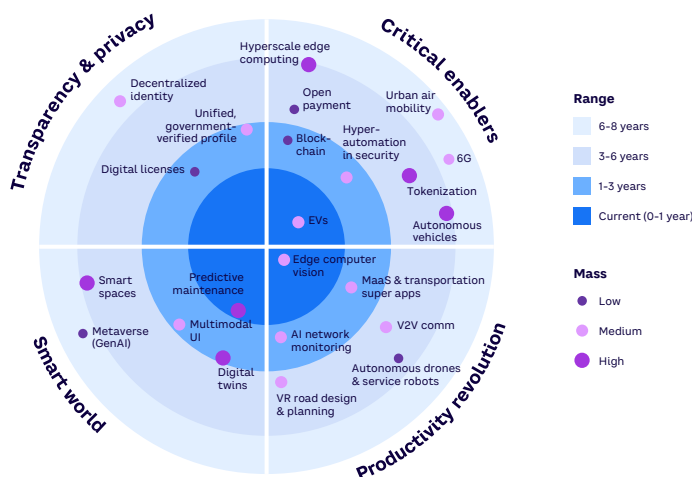 Transparency & privacy
Critical enablers
Hyperscale edge
computing
Decentralized
identity
Open
payment
Urban air
mobility
Unified,
government-
verified profile
Block-
chain
Hyper-
automation
in security
6G
Digital licenses
Tokenization
EVs
Autonomous
vehicles
Edge computer
vision
Predictive
maintenance
Smart
spaces
MaaS & transportation
super apps
Metaverse
(GenAI)
Multimodal
UI
AI network
monitoring
V2V comm
Digital
twins
Autonomous drones
& service robots
VR road design
& planning
Smart world
Productivity revolution
Range
6-8 years
3-6 years
1-3 years
Current (0-1 year)
Mass
Low
Medium
High